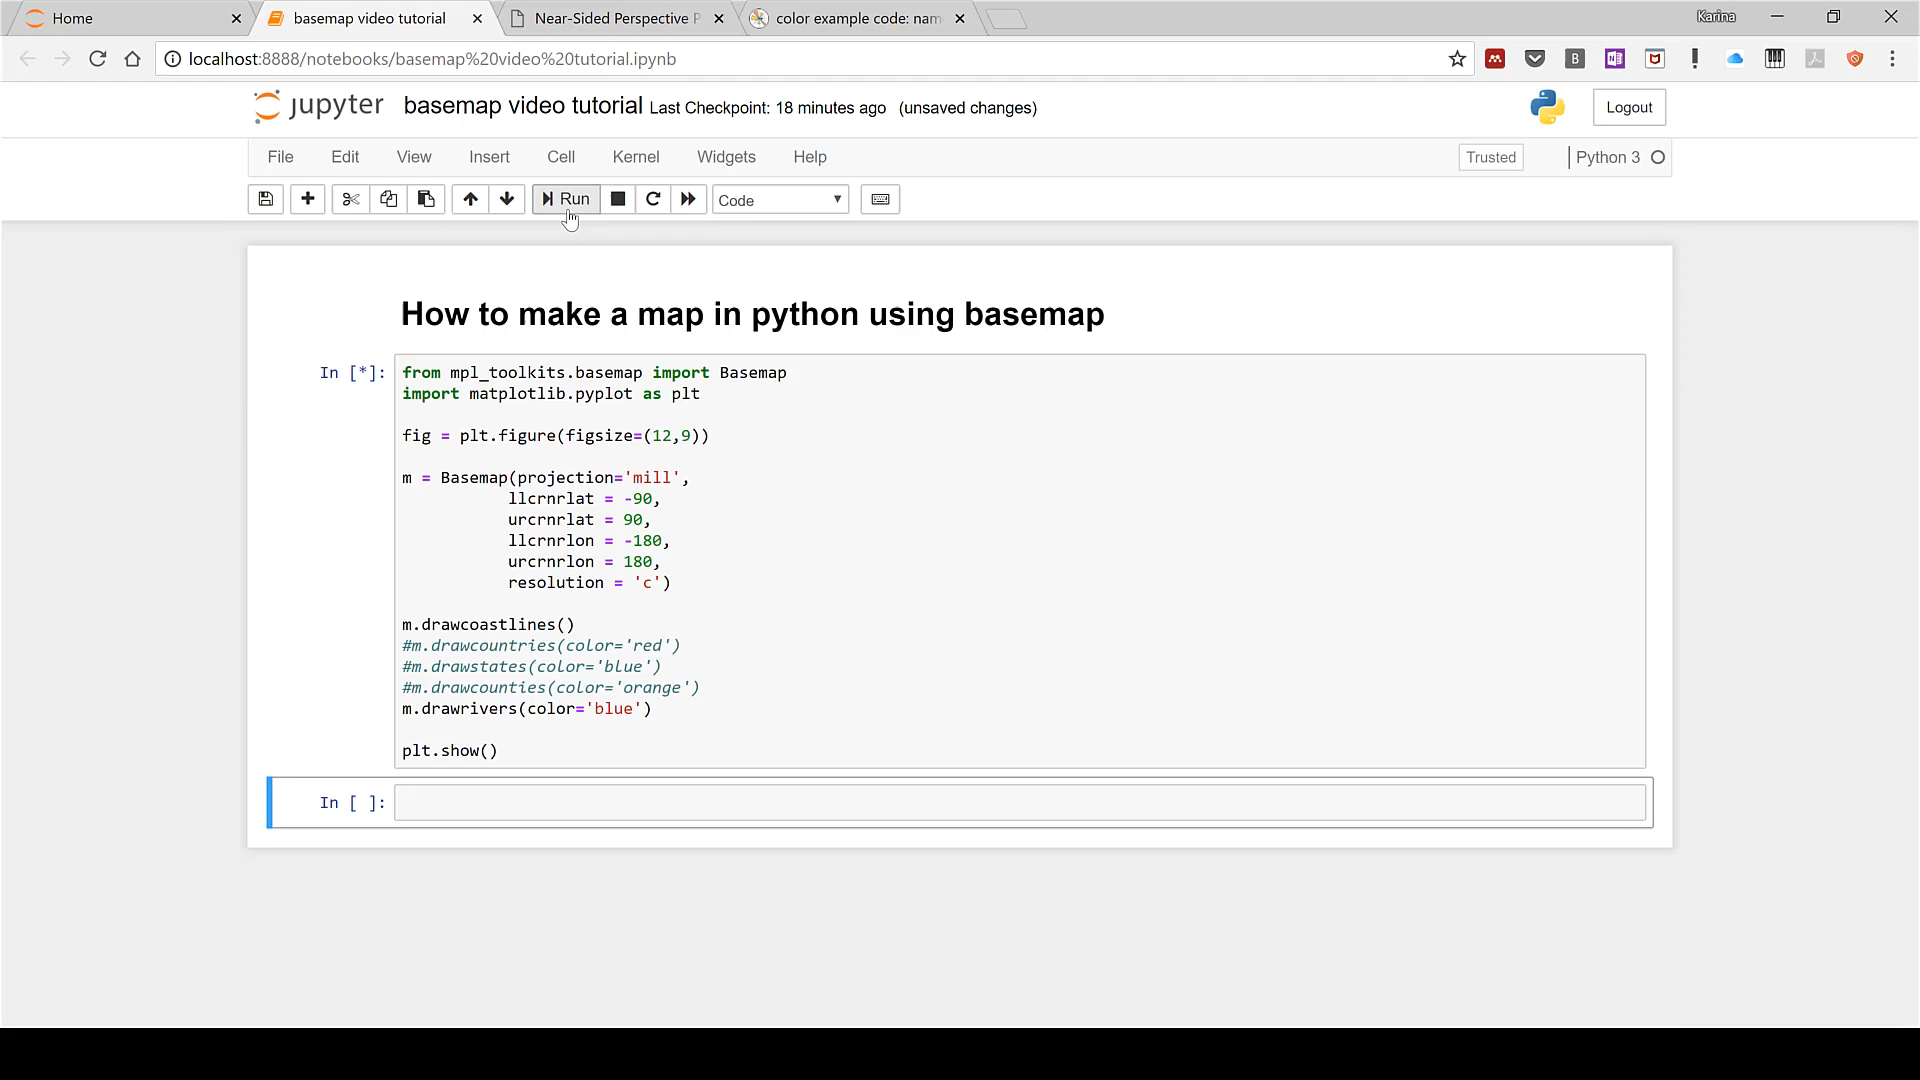 Home
basemap video tutorial
Near-Sided Perspective P
color example code: nam
Karina
localhost:8888/notebooks/basemap%20video%20tutorial.ipynb
jupyter basemap video tutorial Last Checkpoint: 18 minutes ago (unsaved changes)
Logout
File Edit View Insert Cell Kernel Widgets Help
Trusted
Python 3
Run
Code
How to make a map in python using basemap
In [*]:
from mpl_toolkits.basemap import Basemap
import matplotlib.pyplot as plt
fig = plt.figure(figsize=(12,9))
m = Basemap(projection='mill',
llcrnrlat = -90,
urcrnrlat = 90,
llcrnrlon = -180,
urcrnrlon = 180,
resolution = 'c')
m.drawcoastlines()
#m.drawcountries(color='red')
#m.drawstates(color='blue')
#m.drawcounties(color='orange')
m.drawrivers(color='blue')
plt.show()
In [ ]: